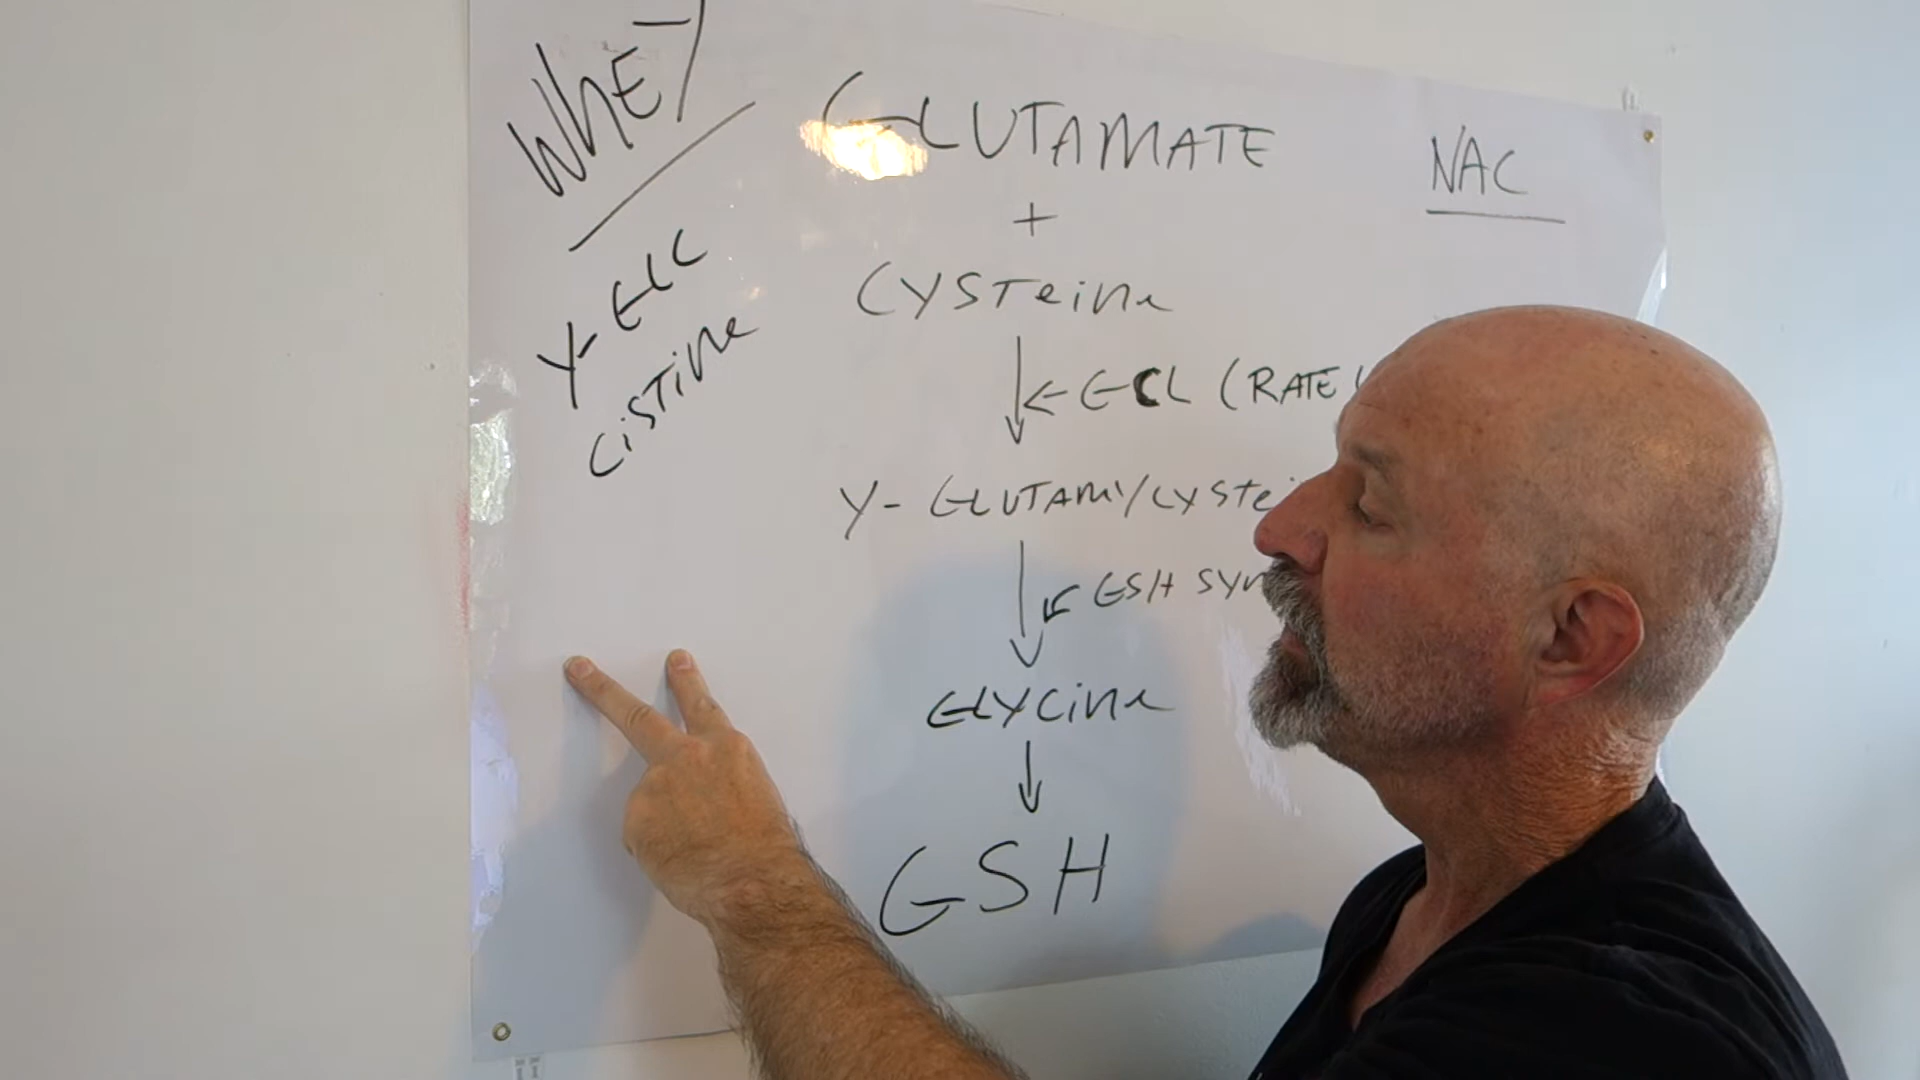 WHEY
Y-GLC
CiSTiNe
GLUTAMATE
+
CYSTeiNe
GCL (RATE
Y- GLUTAMYLCYSTei
GSH SYN
GLYCiNe
GSH
NAC